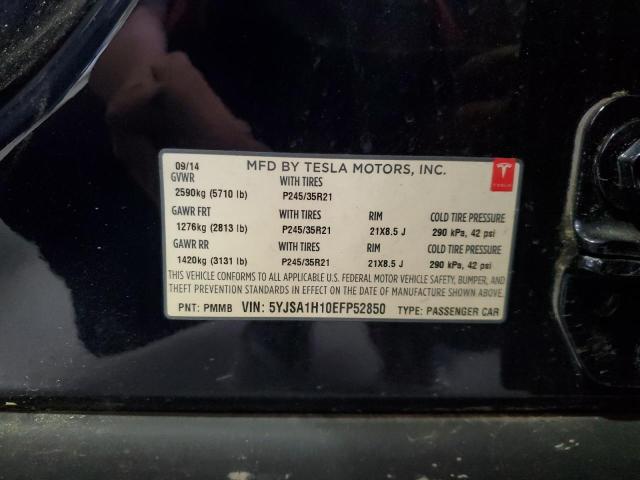 09/14 MFD BY TESLA MOTORS, INC.
GVWR WITH TIRES
2590kg (5710 lb) P245/35R21
TESLA
GAWR FRT WITH TIRES RIM COLD TIRE PRESSURE
1276kg (2813 lb) P245/35R21 21X8.5 J 290 kPa, 42 psi
GAWR RR WITH TIRES RIM COLD TIRE PRESSURE
1420kg (3131 lb) P245/35R21 21X8.5 J 290 kPa, 42 psi
THIS VEHICLE CONFORMS TO ALL APPLICABLE U.S. FEDERAL MOTOR VEHICLE SAFETY, BUMPER, AND
THEFT PREVENTION STANDARDS IN EFFECT ON THE DATE OF MANUFACTURE SHOWN ABOVE.
PNT: PMMB VIN: 5YJSA1H10EFP52850 TYPE: PASSENGER CAR